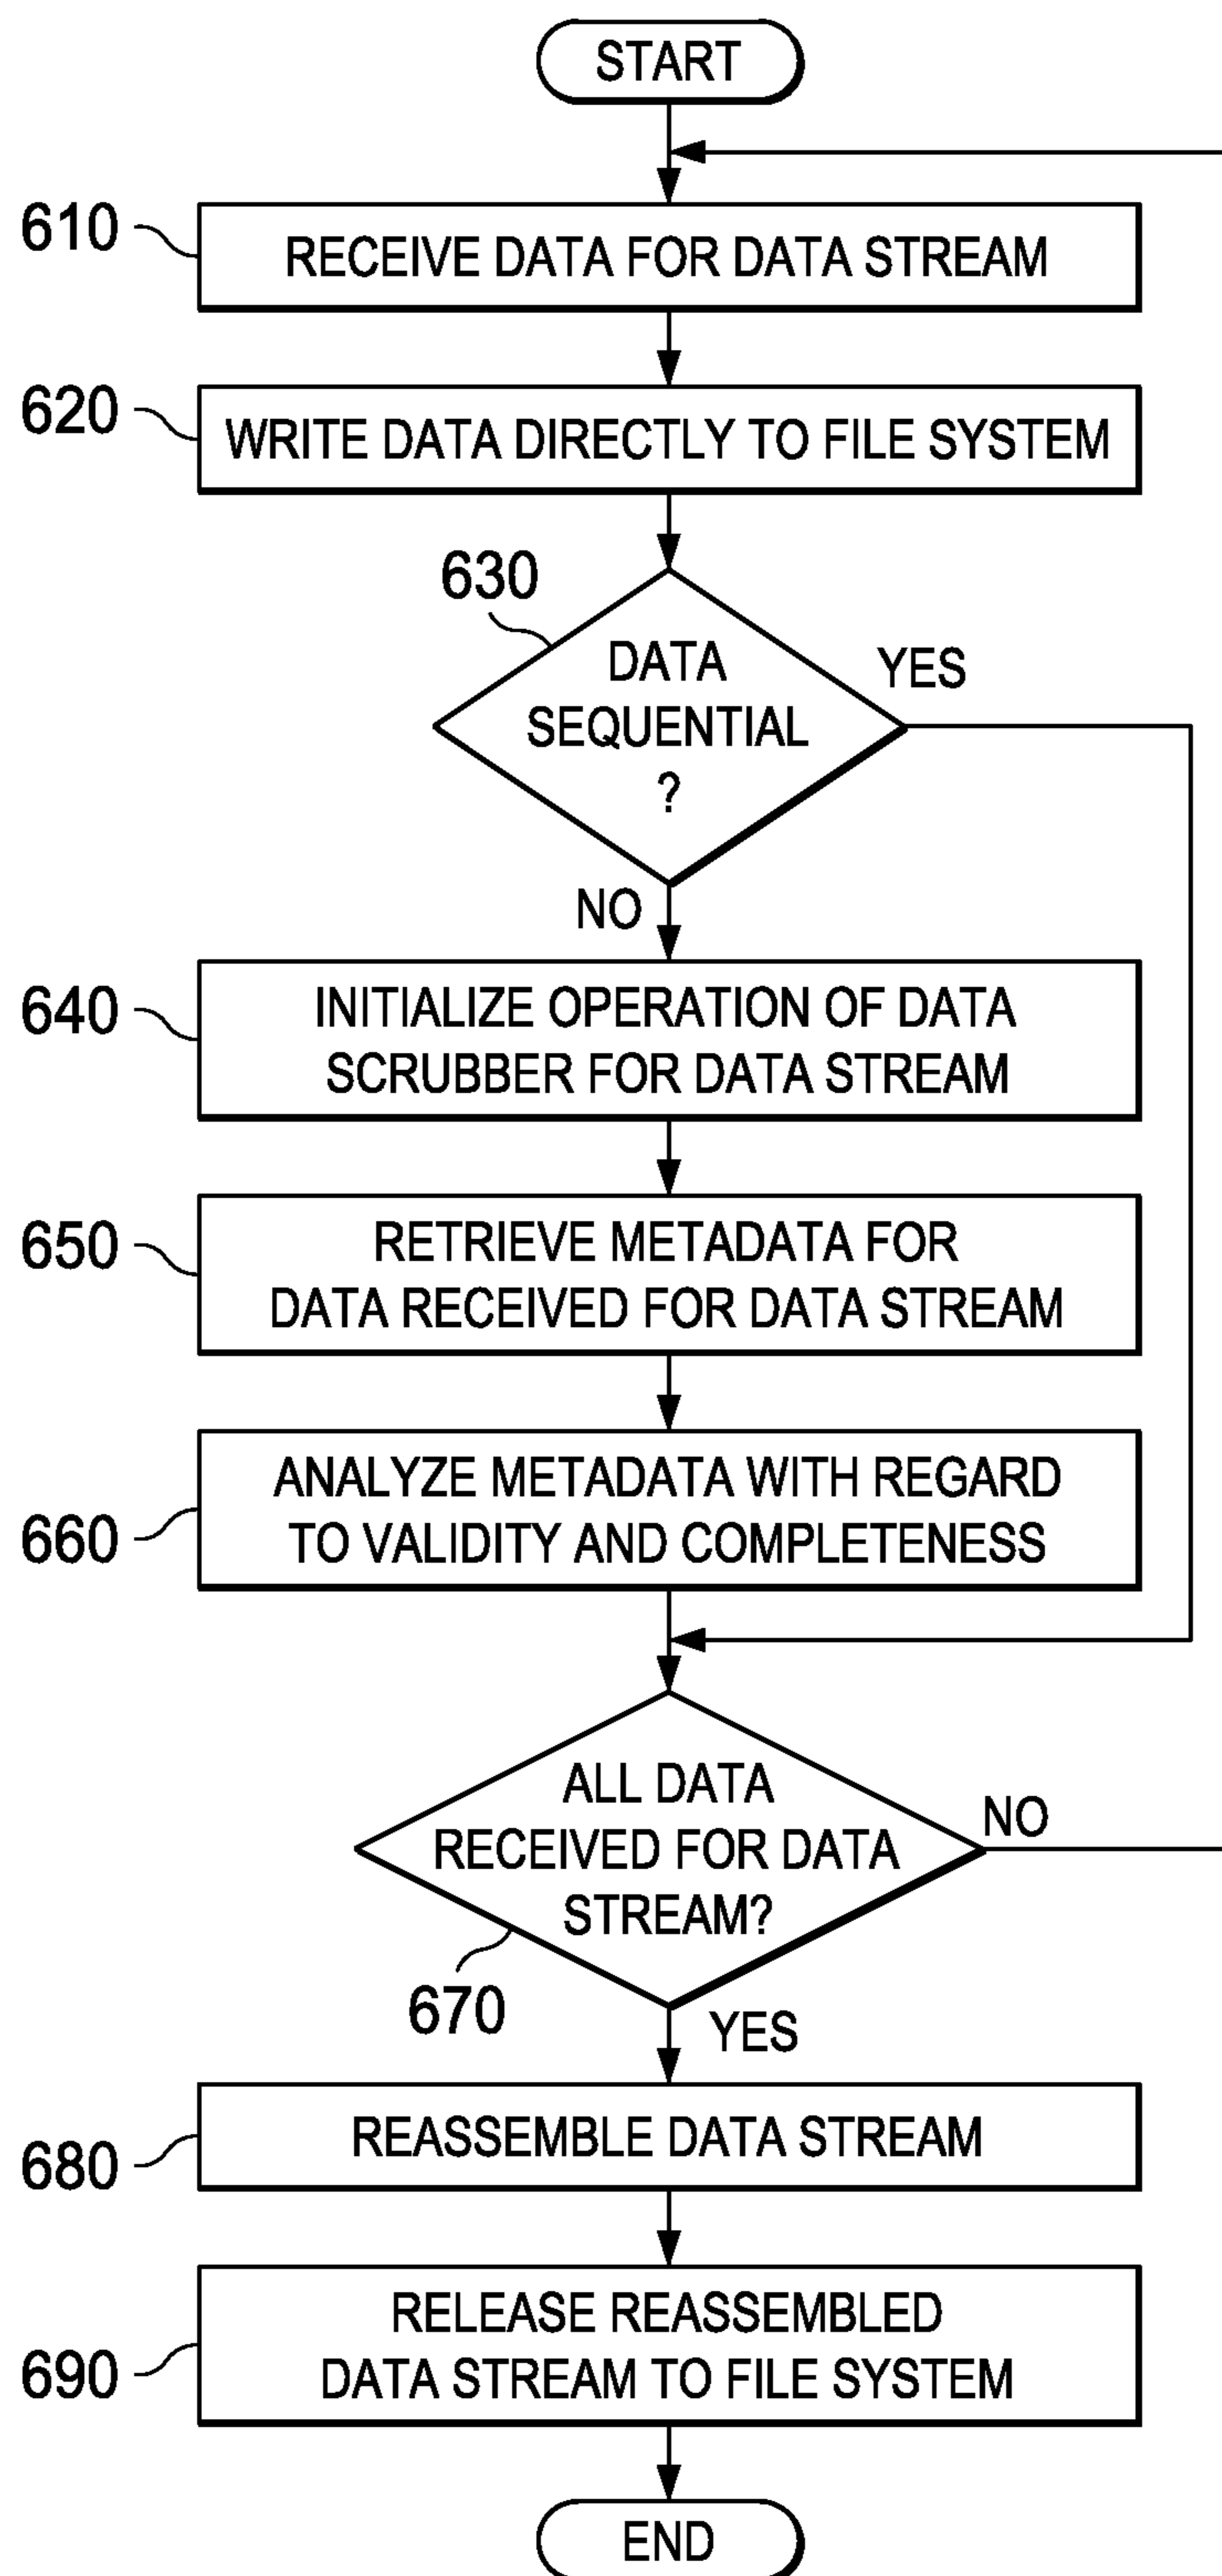 START
610
RECEIVE DATA FOR DATA STREAM
620
WRITE DATA DIRECTLY TO FILE SYSTEM
630
DATA
SEQUENTIAL
?
YES
NO
640
INITIALIZE OPERATION OF DATA
SCRUBBER FOR DATA STREAM
650
RETRIEVE METADATA FOR
DATA RECEIVED FOR DATA STREAM
660
ANALYZE METADATA WITH REGARD
TO VALIDITY AND COMPLETENESS
ALL DATA
RECEIVED FOR DATA
STREAM?
NO
670
YES
680
REASSEMBLE DATA STREAM
690
RELEASE REASSEMBLED
DATA STREAM TO FILE SYSTEM
END